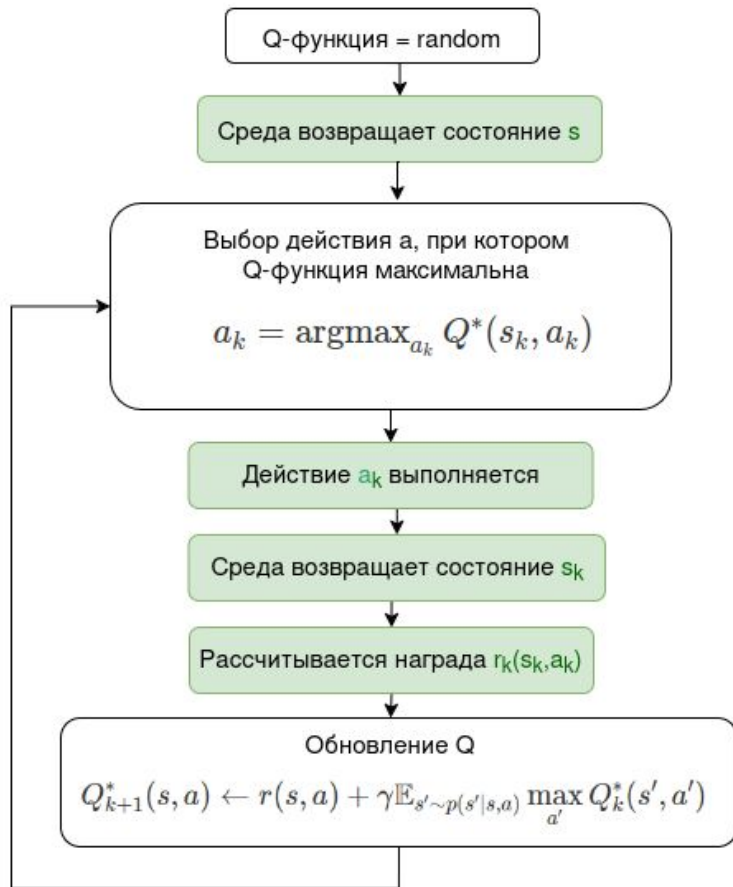 Q-функция = random
Среда возвращает состояние s
Выбор действия a, при котором
Q-функция максимальна
a_k = argmax_{a_k} Q^*(s_k, a_k)
Действие a_k выполняется
Среда возвращает состояние s_k
Рассчитывается награда r_k(s_k,a_k)
Обновление Q
Q^*_{k+1}(s, a) ← r(s, a) + γ𝔼_{s'∼p(s'|s,a)} max_{a'} Q^*_k(s', a')